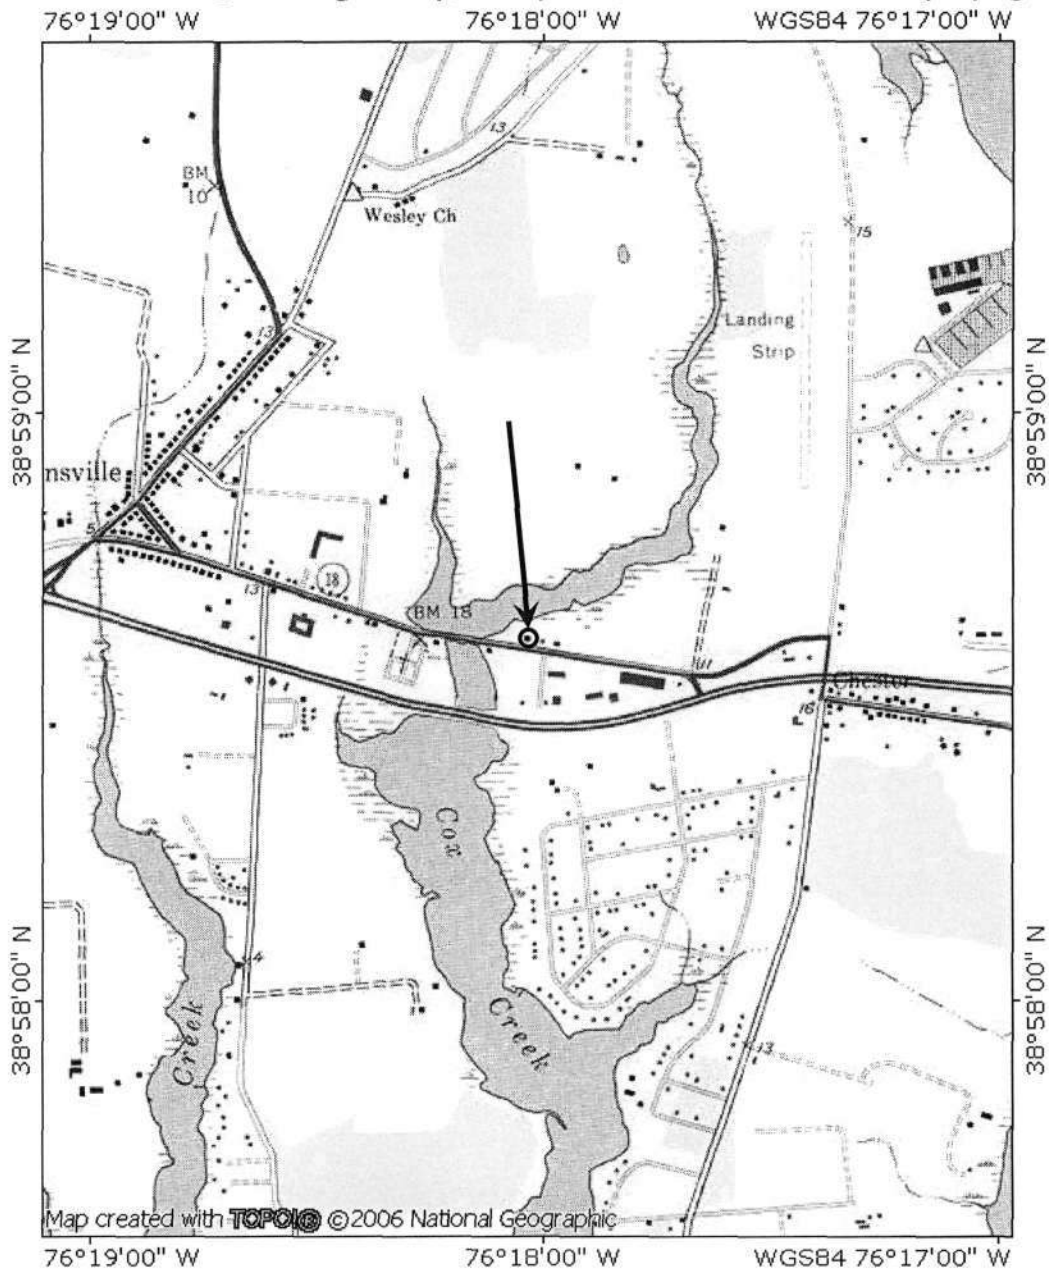 76°19'00" W 76°18'00" W WGS84 76°17'00" W
13
BM
10
Wesley Ch
15
13
Landing
Strip
38°59'00" N 38°59'00" N
nsville
5
18
13
BM 18
11
Chester
16
Cox
4
38°58'00" N 38°58'00" N
Creek
Creek
13
Map created with TOPO!® ©2006 National Geographic
76°19'00" W 76°18'00" W WGS84 76°17'00" W